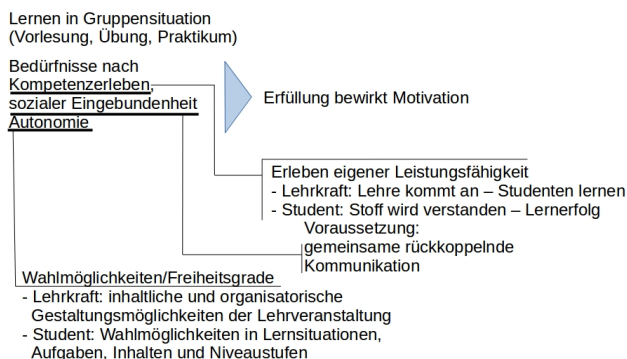 Lernen in Gruppensituation
(Vorlesung, Übung, Praktikum)
Bedürfnisse nach
Kompetenzerleben,
sozialer Eingebundenheit
Autonomie
Erfüllung bewirkt Motivation
Erleben eigener Leistungsfähigkeit
- Lehrkraft: Lehre kommt an – Studenten lernen
- Student: Stoff wird verstanden – Lernerfolg
Voraussetzung:
gemeinsame rückkoppelnde
Kommunikation
Wahlmöglichkeiten/Freiheitsgrade
- Lehrkraft: inhaltliche und organisatorische
Gestaltungsmöglichkeiten der Lehrveranstaltung
- Student: Wahlmöglichkeiten in Lernsituationen,
Aufgaben, Inhalten und Niveaustufen